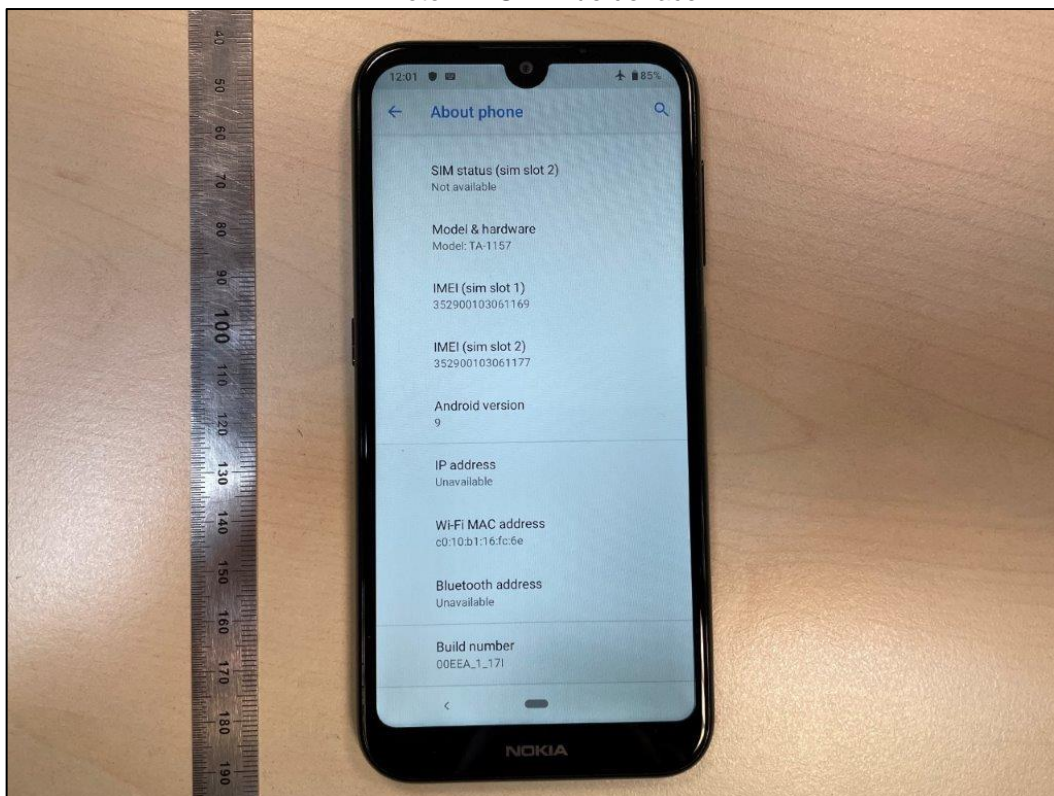 12:01
85%
About phone
SIM status (sim slot 2)
Not available
Model & hardware
Model: TA-1157
IMEI (sim slot 1)
352900103061169
IMEI (sim slot 2)
352900103061177
Android version
9
IP address
Unavailable
Wi-Fi MAC address
c0:10:b1:16:fc:6e
Bluetooth address
Unavailable
Build number
00EEA_1_17I
NOKIA
40
50
60
70
80
90
100
110
120
130
140
150
160
170
180
190